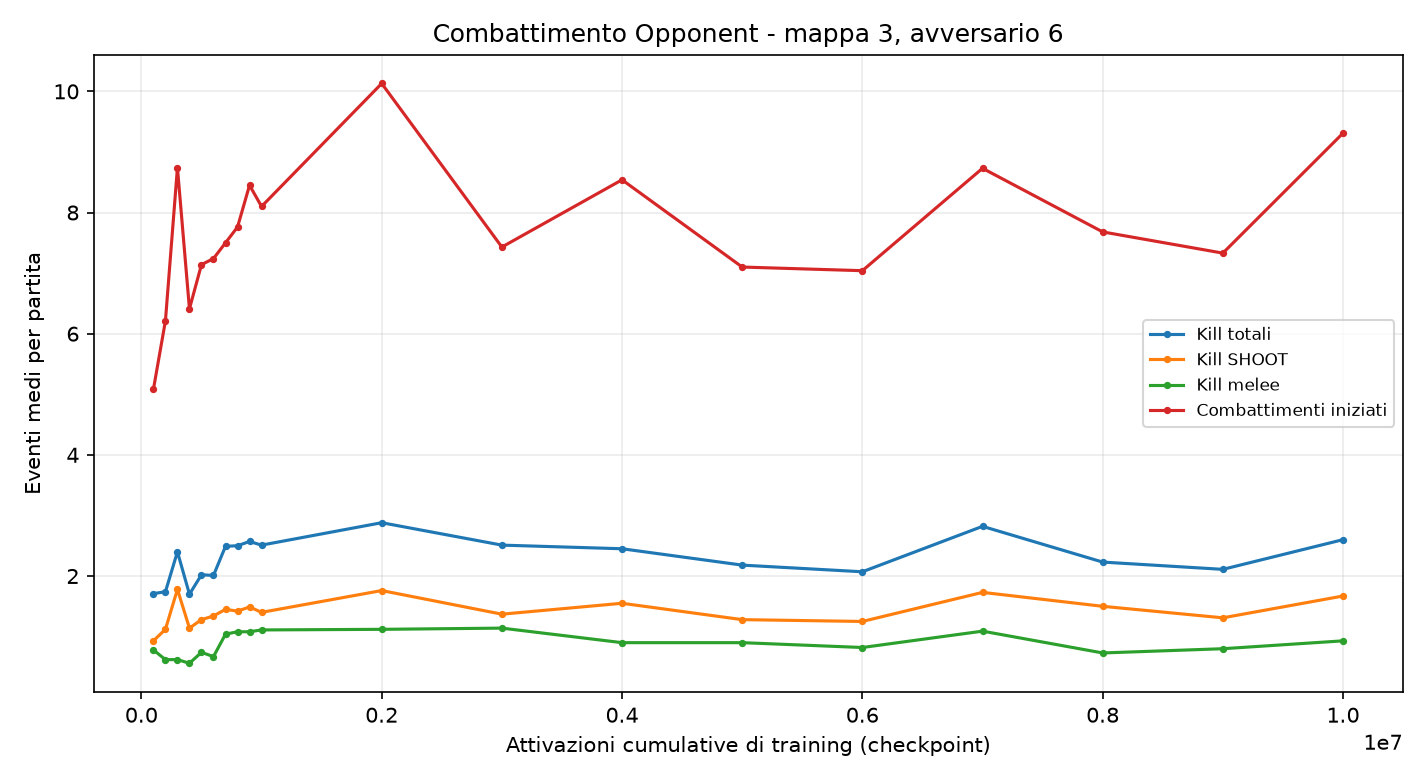 Combattimento Opponent - mappa 3, avversario 6
Eventi medi per partita
10
8
6
4
2
Kill totali
Kill SHOOT
Kill melee
Combattimenti iniziati
0.0
0.2
0.4
0.6
0.8
1.0
1e7
Attivazioni cumulative di training (checkpoint)